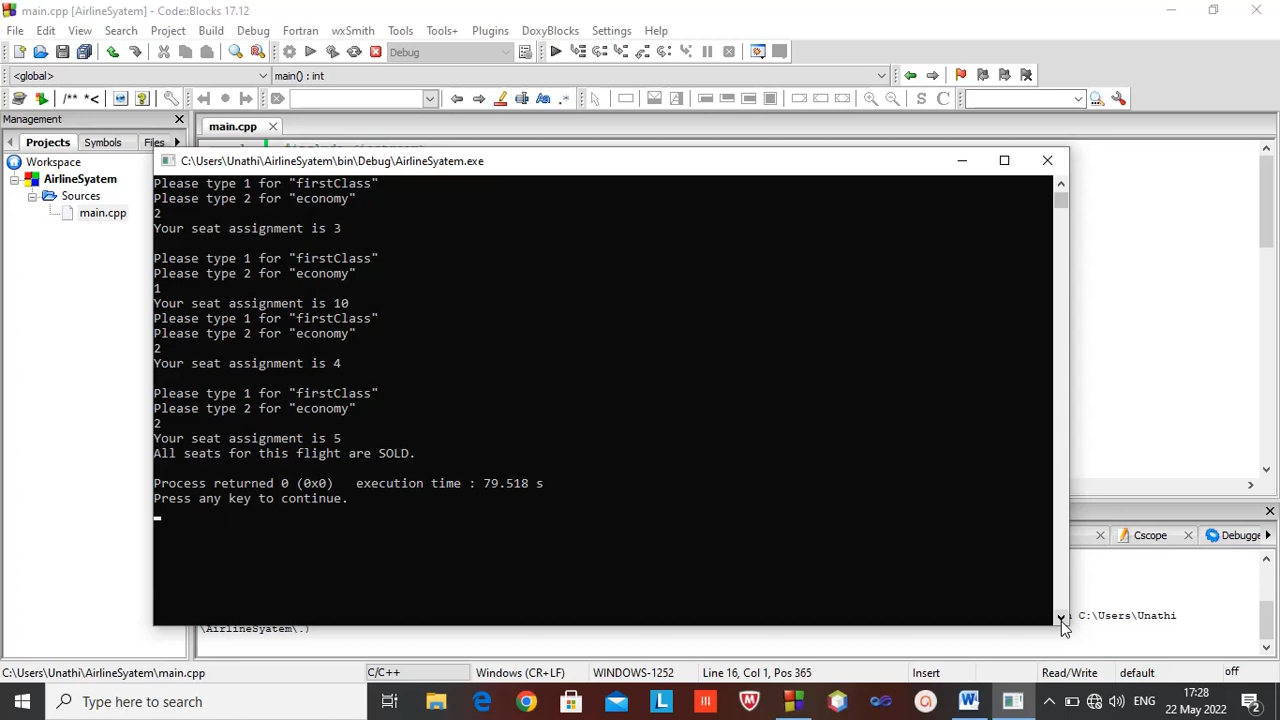 main.cpp [AirlineSyatem] - Code::Blocks 17.12
File Edit View Search Project Build Debug Fortran wxSmith Tools Tools+ Plugins DoxyBlocks Settings Help
Debug
<global>
main() : int
/** *<
.*
S C
Management
main.cpp
Projects Symbols Files
Workspace
AirlineSyatem
Sources
main.cpp
C:\Users\Unathi\AirlineSyatem\bin\Debug\AirlineSyatem.exe
Please type 1 for "firstClass"
Please type 2 for "economy"
2
Your seat assignment is 3
Please type 1 for "firstClass"
Please type 2 for "economy"
1
Your seat assignment is 10
Please type 1 for "firstClass"
Please type 2 for "economy"
2
Your seat assignment is 4
Please type 1 for "firstClass"
Please type 2 for "economy"
2
Your seat assignment is 5
All seats for this flight are SOLD.
Process returned 0 (0x0)   execution time : 79.518 s
Press any key to continue.
Cscope
Debugge
C:\Users\Unathi
\AirlineSyatem\.)
C:\Users\Unathi\AirlineSyatem\main.cpp C/C++ Windows (CR+LF) WINDOWS-1252 Line 16, Col 1, Pos 365 Insert Read/Write default off
Type here to search
ENG
17:28
22 May 2022
2